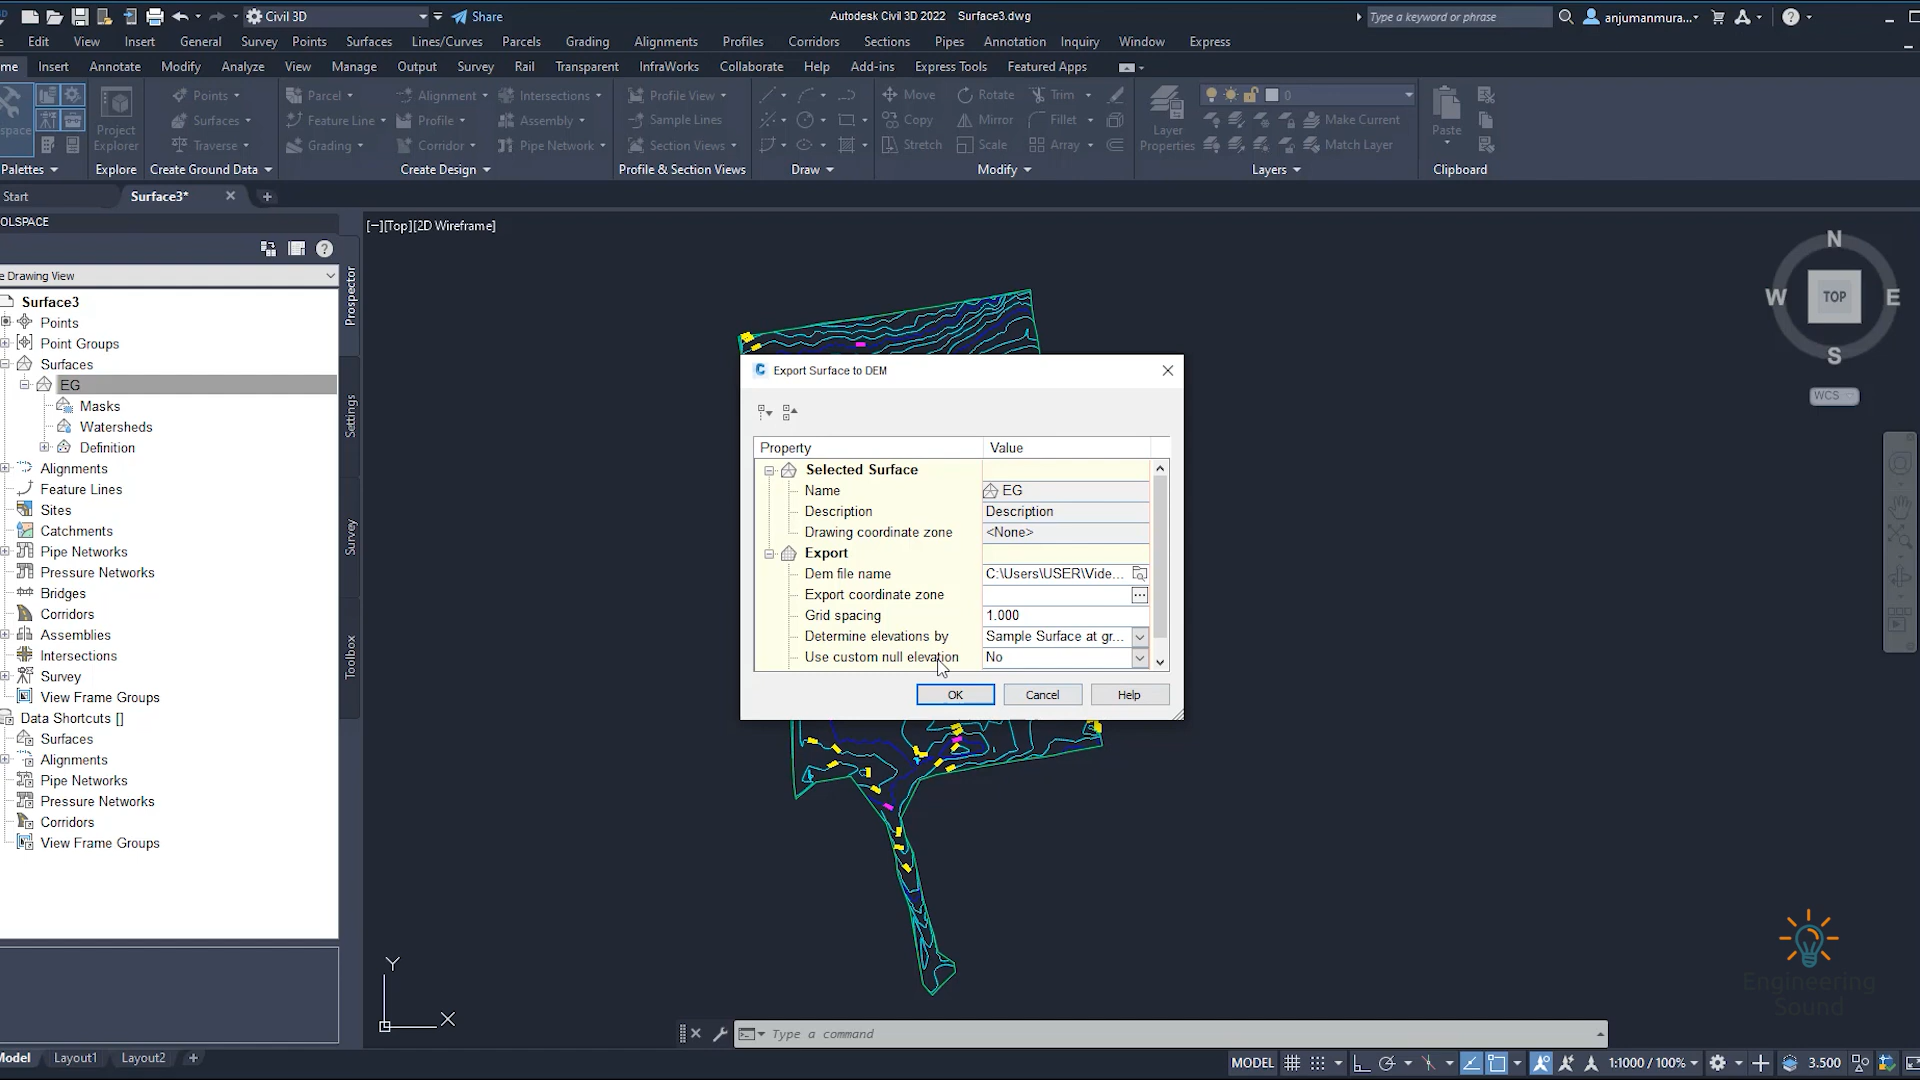 Civil 3D
Share
Autodesk Civil 3D 2022 Surface3.dwg
Type a keyword or phrase
anjumanmura...
Edit View Insert General Survey Points Surfaces Lines/Curves Parcels Grading Alignments Profiles Corridors Sections Pipes Annotation Inquiry Window Express
me Insert Annotate Modify Analyze View Manage Output Survey Rail Transparent InfraWorks Collaborate Help Add-ins Express Tools Featured Apps
Points Parcel Alignment Intersections Profile View Move Rotate Trim 0
Surfaces Feature Line Profile Assembly Sample Lines Copy Mirror Fillet Make Current
Traverse Grading Corridor Pipe Network Section Views Stretch Scale Array Match Layer
space
Project
Explorer
Layer
Properties
Paste
Palettes Explore Create Ground Data Create Design Profile & Section Views Draw Modify Layers Clipboard
Start Surface3*
OLSPACE
e Drawing View
Surface3
Points
Point Groups
Surfaces
EG
Masks
Watersheds
Definition
Alignments
Feature Lines
Sites
Catchments
Pipe Networks
Pressure Networks
Bridges
Corridors
Assemblies
Intersections
Survey
View Frame Groups
Data Shortcuts []
Surfaces
Alignments
Pipe Networks
Pressure Networks
Corridors
View Frame Groups
Prospector
Settings
Survey
Toolbox
[−][Top][2D Wireframe]
N
W TOP E
S
WCS
Export Surface to DEM
Property Value
Selected Surface
Name EG
Description Description
Drawing coordinate zone <None>
Export
Dem file name C:\Users\USER\Vide...
Export coordinate zone ...
Grid spacing 1.000
Determine elevations by Sample Surface at gr...
Use custom null elevation No
OK Cancel Help
Y
X
Engineering
Sound
Type a command
Model Layout1 Layout2
MODEL 1:1000 / 100% 3.500